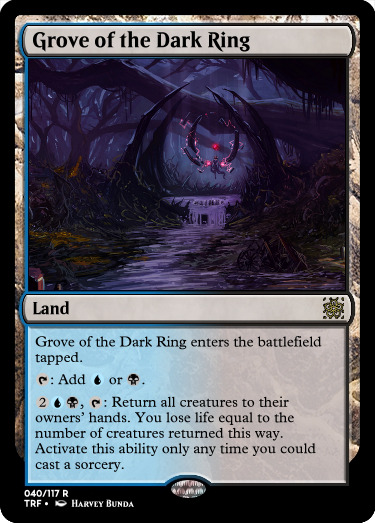 Grove of the Dark Ring
Land
Grove of the Dark Ring enters the battlefield
tapped.
: Add or .
2 , : Return all creatures to their
owners' hands. You lose life equal to the
number of creatures returned this way.
Activate this ability only any time you could
cast a sorcery.
040/117 R
TRF • Harvey Bunda